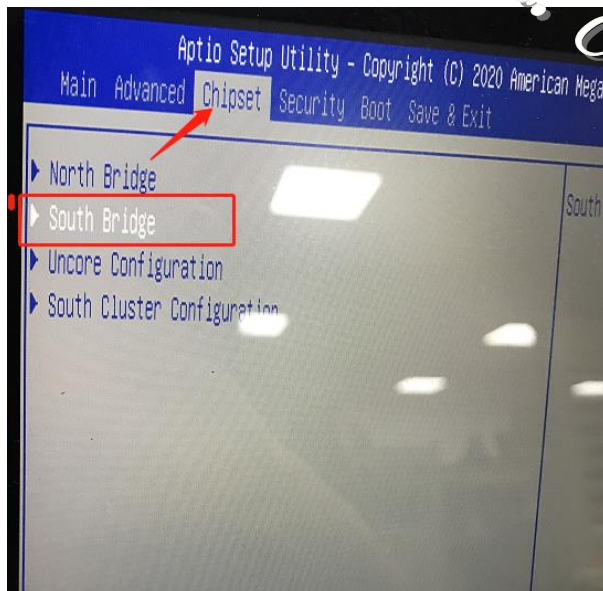 Aptio Setup Utility - Copyright (C) 2020 American Mega
Main Advanced Chipset Security Boot Save & Exit
North Bridge
South Bridge
Uncore Configuration
South Cluster Configuration
South